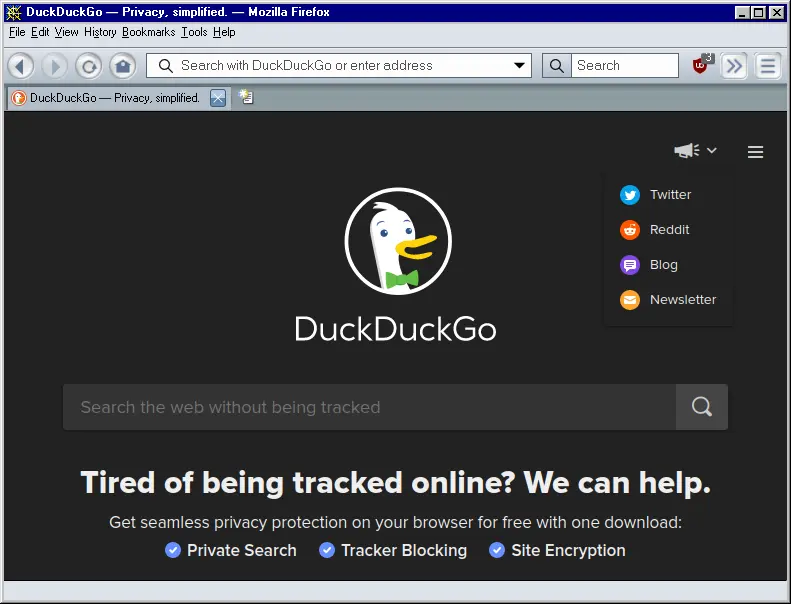 DuckDuckGo — Privacy, simplified. — Mozilla Firefox
File Edit View History Bookmarks Tools Help
Search with DuckDuckGo or enter address
Search
3
DuckDuckGo — Privacy, simplified.
Twitter
Reddit
Blog
Newsletter
DuckDuckGo
Search the web without being tracked
Tired of being tracked online? We can help.
Get seamless privacy protection on your browser for free with one download:
Private Search Tracker Blocking Site Encryption